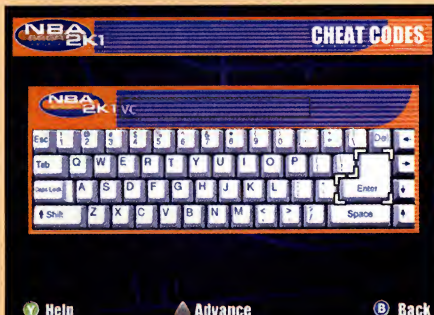 NBA 2K1 CHEAT CODES
NBA 2K1 VC
Esc ! 1 @ 2 # 3 $ 4 % 5 6 7 8 9 0 Del
Tab Q W E R T Y U I O P
Caps Lock A S D F G H J K L Enter
Shift Z X C V B N M < > / Space
Y Help Advance B Back